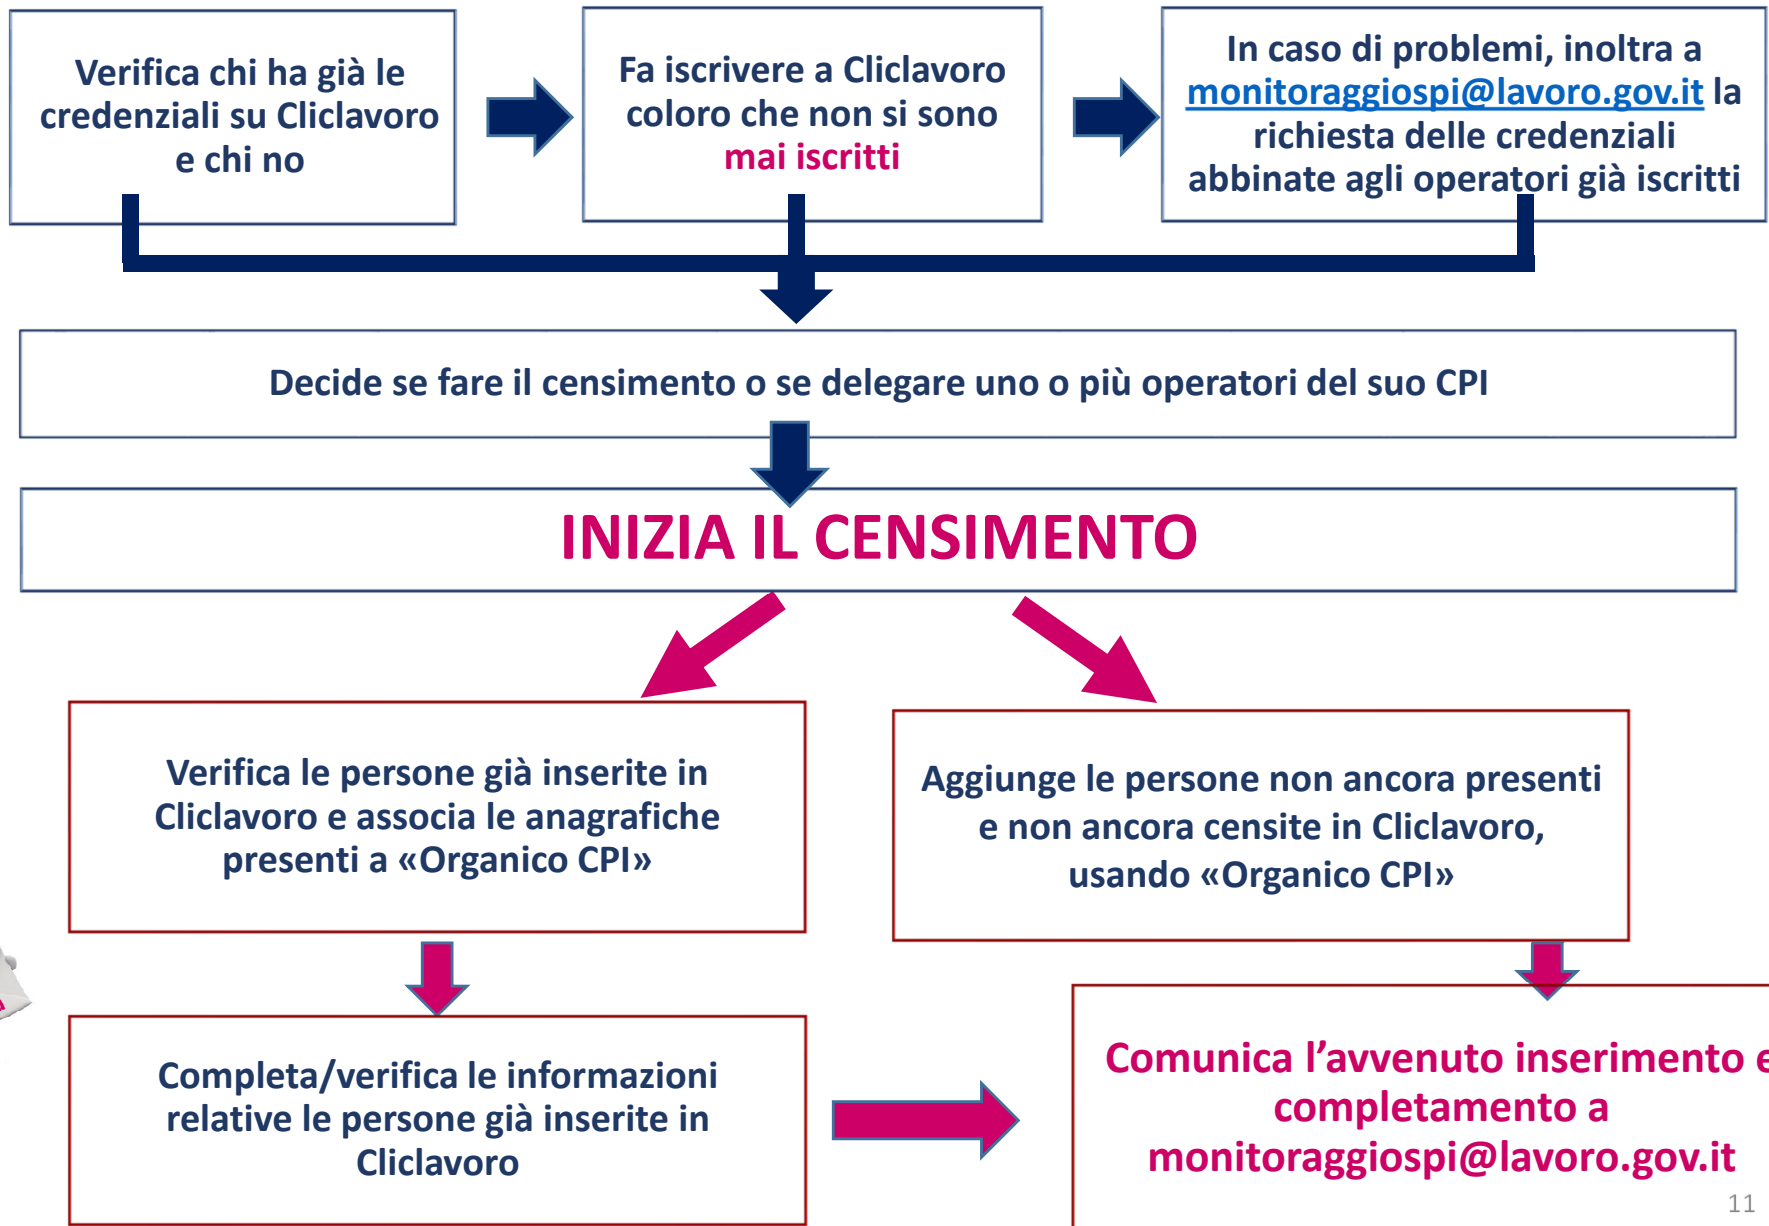 Verifica chi ha già le
credenziali su Cliclavoro
e chi no
Fa iscrivere a Cliclavoro
coloro che non si sono
mai iscritti
In caso di problemi, inoltra a
monitoraggiospi@lavoro.gov.it la
richiesta delle credenziali
abbinate agli operatori già iscritti
Decide se fare il censimento o se delegare uno o più operatori del suo CPI
INIZIA IL CENSIMENTO
Verifica le persone già inserite in
Cliclavoro e associa le anagrafiche
presenti a «Organico CPI»
Aggiunge le persone non ancora presenti
e non ancora censite in Cliclavoro,
usando «Organico CPI»
Completa/verifica le informazioni
relative le persone già inserite in
Cliclavoro
Comunica l’avvenuto inserimento e
completamento a
monitoraggiospi@lavoro.gov.it
11